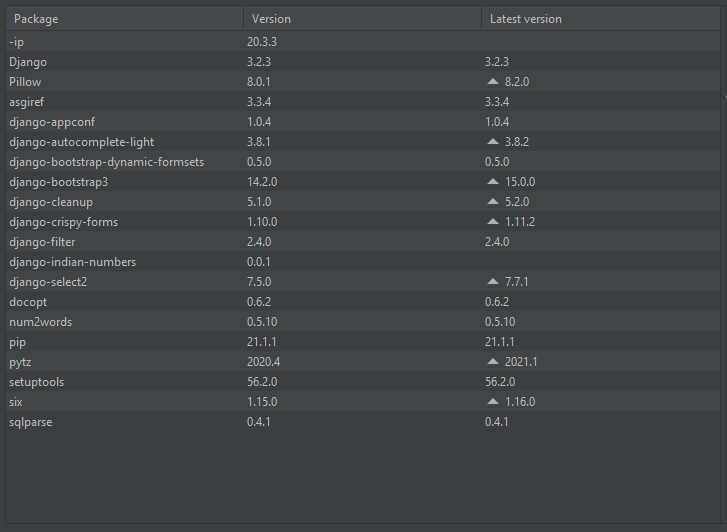 Package Version Latest version
-ip 20.3.3
Django 3.2.3 3.2.3
Pillow 8.0.1 8.2.0
asgiref 3.3.4 3.3.4
django-appconf 1.0.4 1.0.4
django-autocomplete-light 3.8.1 3.8.2
django-bootstrap-dynamic-formsets 0.5.0 0.5.0
django-bootstrap3 14.2.0 15.0.0
django-cleanup 5.1.0 5.2.0
django-crispy-forms 1.10.0 1.11.2
django-filter 2.4.0 2.4.0
django-indian-numbers 0.0.1
django-select2 7.5.0 7.7.1
docopt 0.6.2 0.6.2
num2words 0.5.10 0.5.10
pip 21.1.1 21.1.1
pytz 2020.4 2021.1
setuptools 56.2.0 56.2.0
six 1.15.0 1.16.0
sqlparse 0.4.1 0.4.1